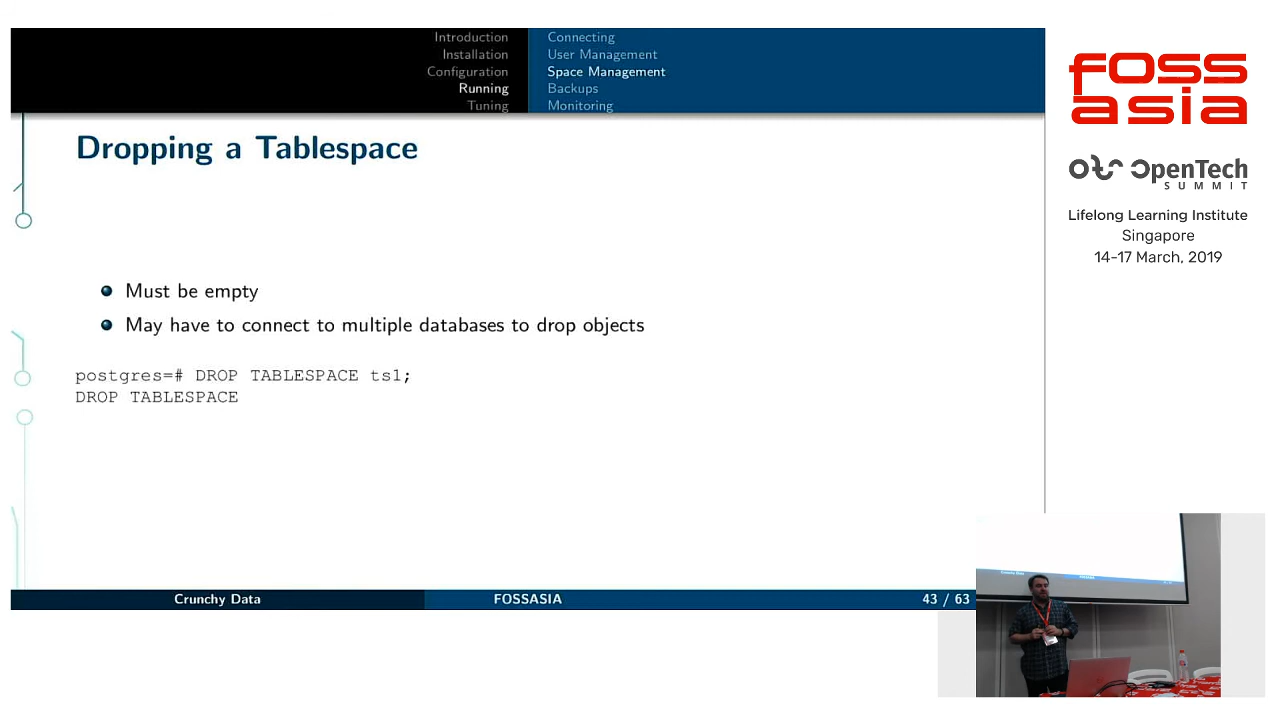 Introduction
Installation
Configuration
Running
Tuning
Connecting
User Management
Space Management
Backups
Monitoring
Dropping a Tablespace
Must be empty
May have to connect to multiple databases to drop objects
postgres=# DROP TABLESPACE ts1;
DROP TABLESPACE
Crunchy Data
FOSSASIA
43 / 63
FOSS
asia
OpenTech
SUMMIT
Lifelong Learning Institute
Singapore
14-17 March, 2019